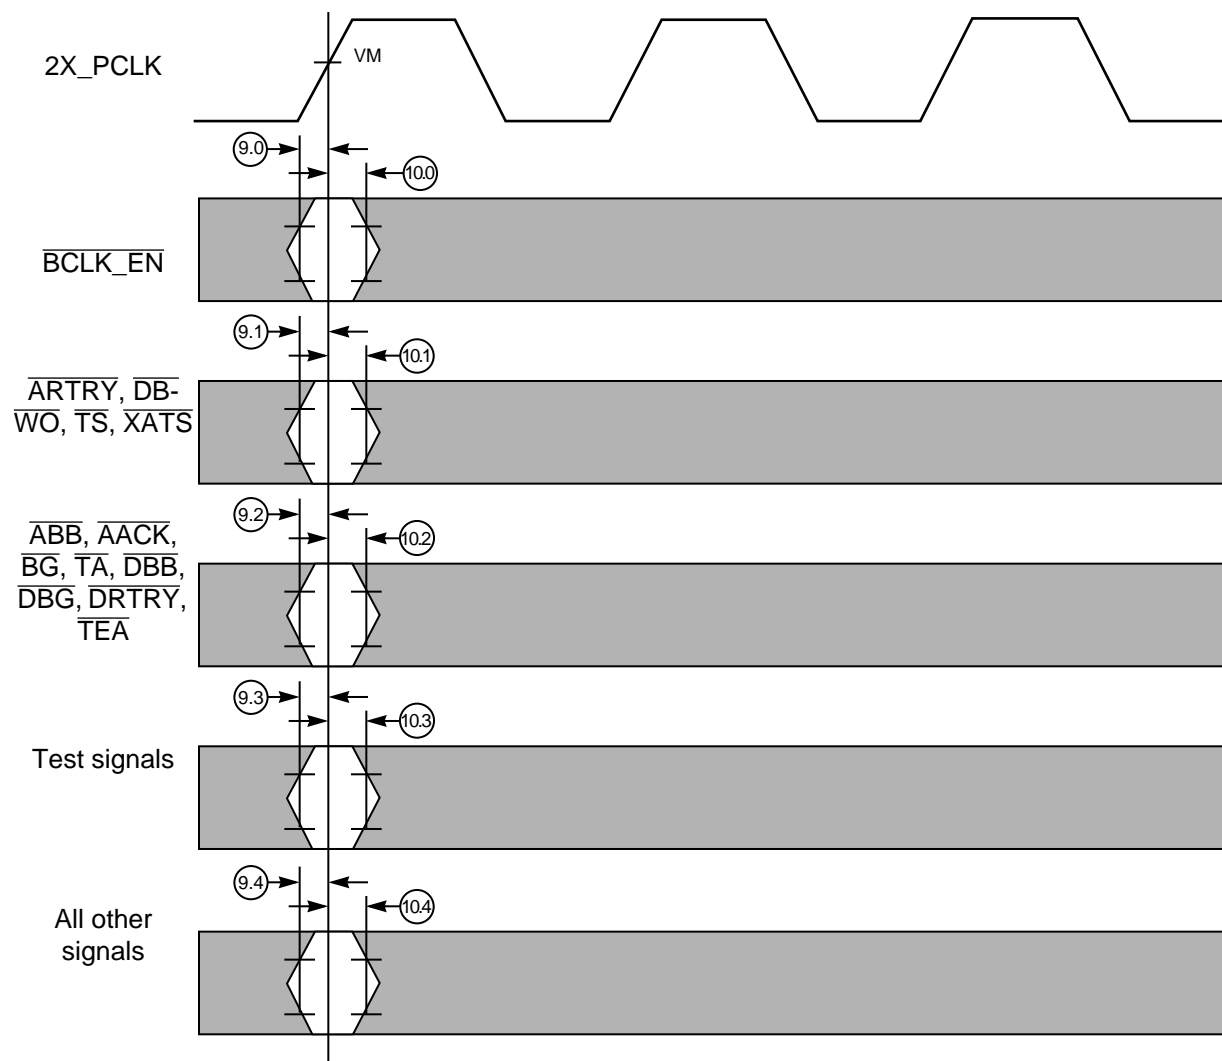 2X_PCLK
VM
9.0
10.0
BCLK_EN
9.1
10.1
ARTRY, DB-
WO, TS, XATS
9.2
10.2
ABB, AACK,
BG, TA, DBB,
DBG, DRTRY,
TEA
9.3
10.3
Test signals
9.4
10.4
All other
signals